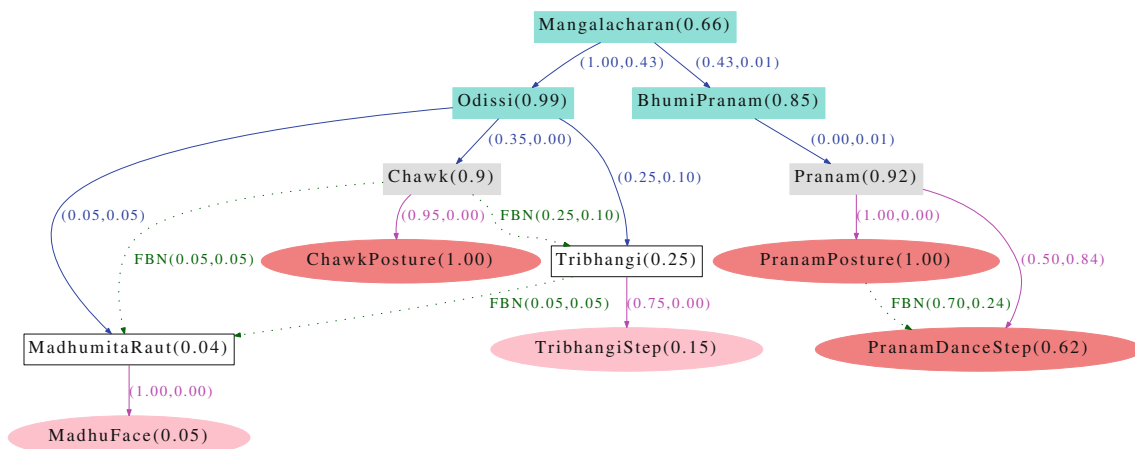 Mangalacharan(0.66)
(1.00,0.43)
(0.43,0.01)
Odissi(0.99)
BhumiPranam(0.85)
(0.35,0.00)
(0.00,0.01)
Chawk(0.9)
(0.25,0.10)
Pranam(0.92)
(0.05,0.05)
(0.95,0.00)
FBN(0.25,0.10)
(1.00,0.00)
FBN(0.05,0.05)
ChawkPosture(1.00)
Tribhangi(0.25)
PranamPosture(1.00)
(0.50,0.84)
FBN(0.05,0.05)
(0.75,0.00)
FBN(0.70,0.24)
MadhumitaRaut(0.04)
TribhangiStep(0.15)
PranamDanceStep(0.62)
(1.00,0.00)
MadhuFace(0.05)